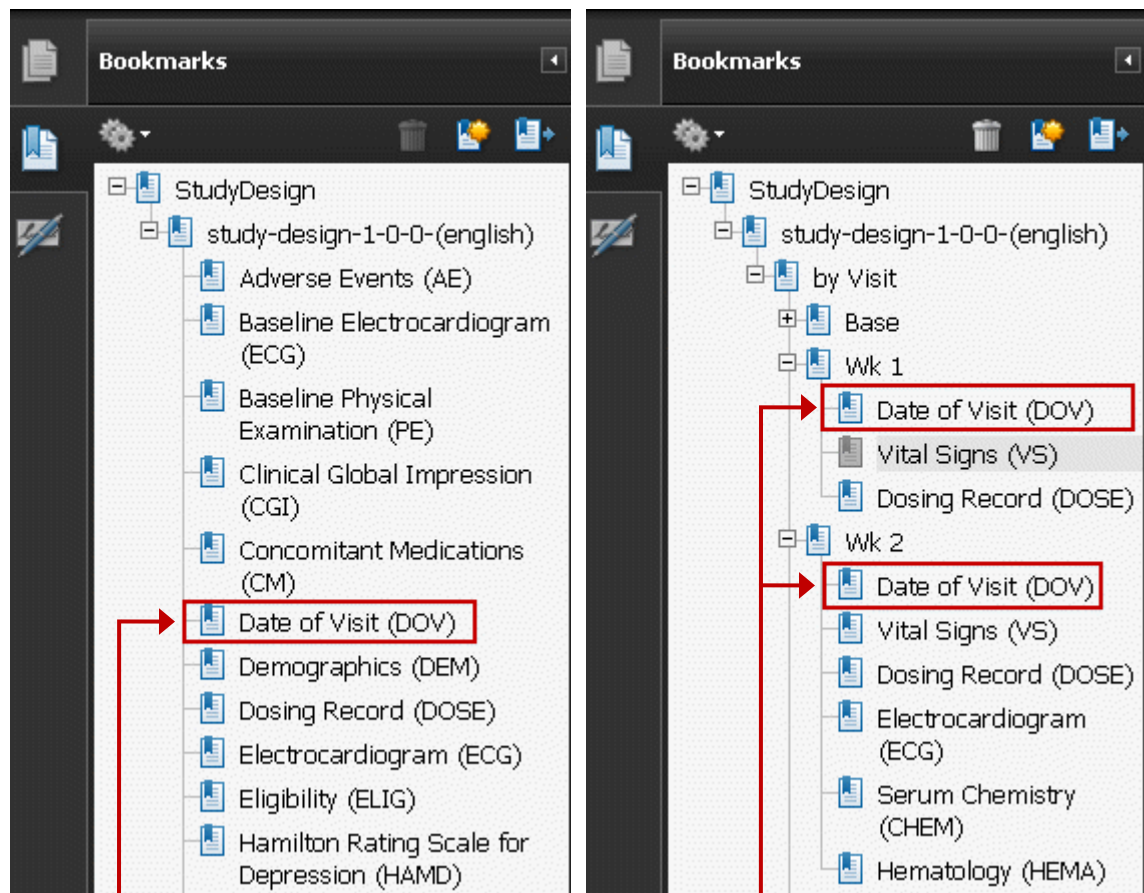 Bookmarks
StudyDesign
study-design-1-0-0-(english)
Adverse Events (AE)
Baseline Electrocardiogram
(ECG)
Baseline Physical
Examination (PE)
Clinical Global Impression
(CGI)
Concomitant Medications
(CM)
Date of Visit (DOV)
Demographics (DEM)
Dosing Record (DOSE)
Electrocardiogram (ECG)
Eligibility (ELIG)
Hamilton Rating Scale for
Depression (HAMD)
Bookmarks
StudyDesign
study-design-1-0-0-(english)
by Visit
Base
Wk 1
Date of Visit (DOV)
Vital Signs (VS)
Dosing Record (DOSE)
Wk 2
Date of Visit (DOV)
Vital Signs (VS)
Dosing Record (DOSE)
Electrocardiogram
(ECG)
Serum Chemistry
(CHEM)
Hematology (HEMA)